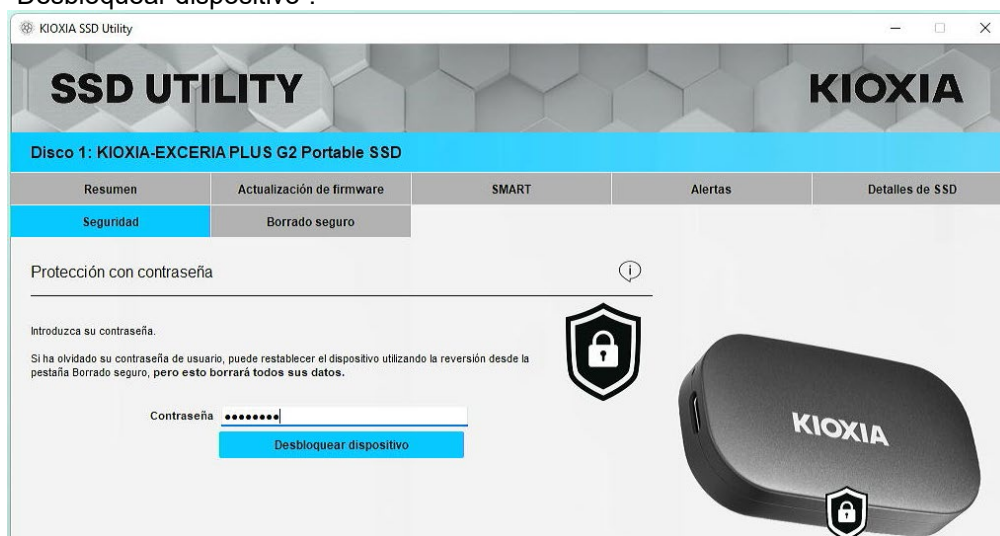 Desbloquear dispositivo".
KIOXIA SSD Utility
SSD UTILITY
KIOXIA
Disco 1: KIOXIA-EXCERIA PLUS G2 Portable SSD
Resumen
Actualización de firmware
SMART
Alertas
Detalles de SSD
Seguridad
Borrado seguro
Protección con contraseña
Introduzca su contraseña.
Si ha olvidado su contraseña de usuario, puede restablecer el dispositivo utilizando la reversión desde la
pestaña Borrado seguro, pero esto borrará todos sus datos.
Contraseña
Desbloquear dispositivo
KIOXIA